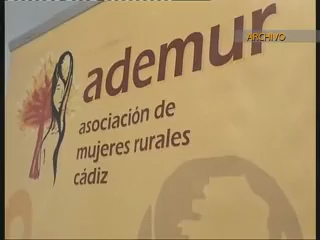 ARCHIVO
ademur
asociación de
mujeres rurales
cádiz